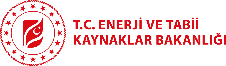 T.C. ENERJİ VE TABİİ
KAYNAKLAR BAKANLIĞI